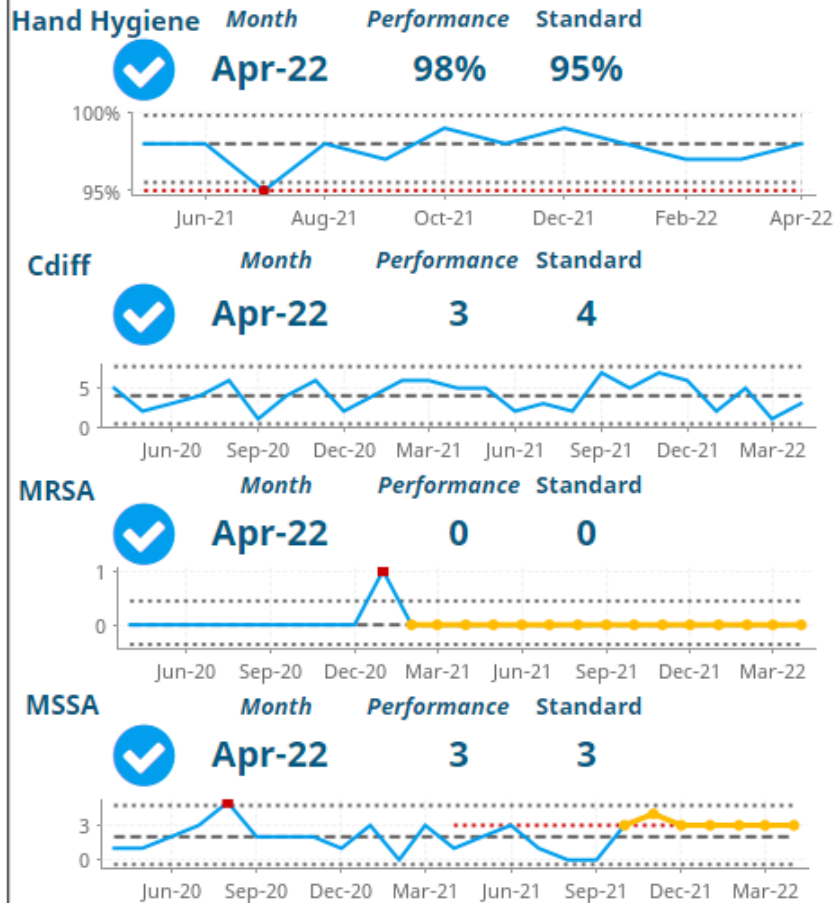 Hand Hygiene Month Performance Standard
Apr-22 98% 95%
100%
95%
Jun-21 Aug-21 Oct-21 Dec-21 Feb-22 Apr-22
Cdiff Month Performance Standard
Apr-22 3 4
5
0
Jun-20 Sep-20 Dec-20 Mar-21 Jun-21 Sep-21 Dec-21 Mar-22
MRSA Month Performance Standard
Apr-22 0 0
1
0
Jun-20 Sep-20 Dec-20 Mar-21 Jun-21 Sep-21 Dec-21 Mar-22
MSSA Month Performance Standard
Apr-22 3 3
3
0
Jun-20 Sep-20 Dec-20 Mar-21 Jun-21 Sep-21 Dec-21 Mar-22